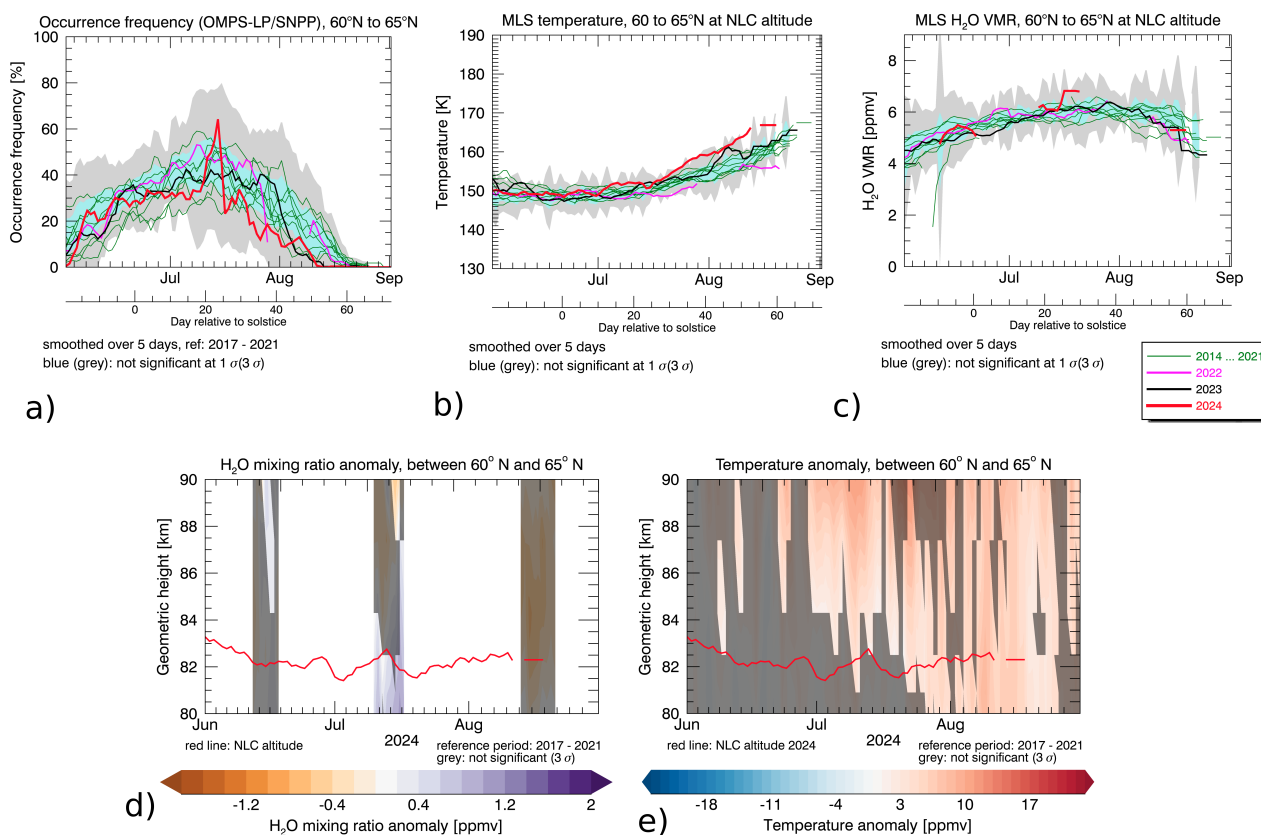 Occurrence frequency (OMPS-LP/SNPP), 60°N to 65°N
100
80
60
40
20
0
Occurrence frequency [%]
Jul
Aug
Sep
0
20
40
60
Day relative to solstice
smoothed over 5 days, ref: 2017 - 2021
blue (grey): not significant at 1 σ(3 σ)
a)
MLS temperature, 60 to 65°N at NLC altitude
190
180
170
160
150
140
130
Temperature [K]
Jul
Aug
Sep
0
20
40
60
Day relative to solstice
smoothed over 5 days
blue (grey): not significant at 1 σ(3 σ)
b)
MLS H₂O VMR, 60°N to 65°N at NLC altitude
8
6
4
2
0
H₂O VMR [ppmv]
Jul
Aug
Sep
0
20
40
60
Day relative to solstice
smoothed over 5 days
blue (grey): not significant at 1 σ(3 σ)
c)
2014 ... 2021
2022
2023
2024
H₂O mixing ratio anomaly, between 60° N and 65° N
90
88
86
84
82
80
Geometric height [km]
Jun
Jul
Aug
2024
red line: NLC altitude
reference period: 2017 - 2021
grey: not significant (3 σ)
-1.2
-0.4
0.4
1.2
2
H₂O mixing ratio anomaly [ppmv]
d)
Temperature anomaly, between 60° N and 65° N
90
88
86
84
82
80
Geometric height [km]
Jun
Jul
Aug
2024
red line: NLC altitude 2024
reference period: 2017 - 2021
grey: not significant (3 σ)
-18
-11
-4
3
10
17
Temperature anomaly [ppmv]
e)